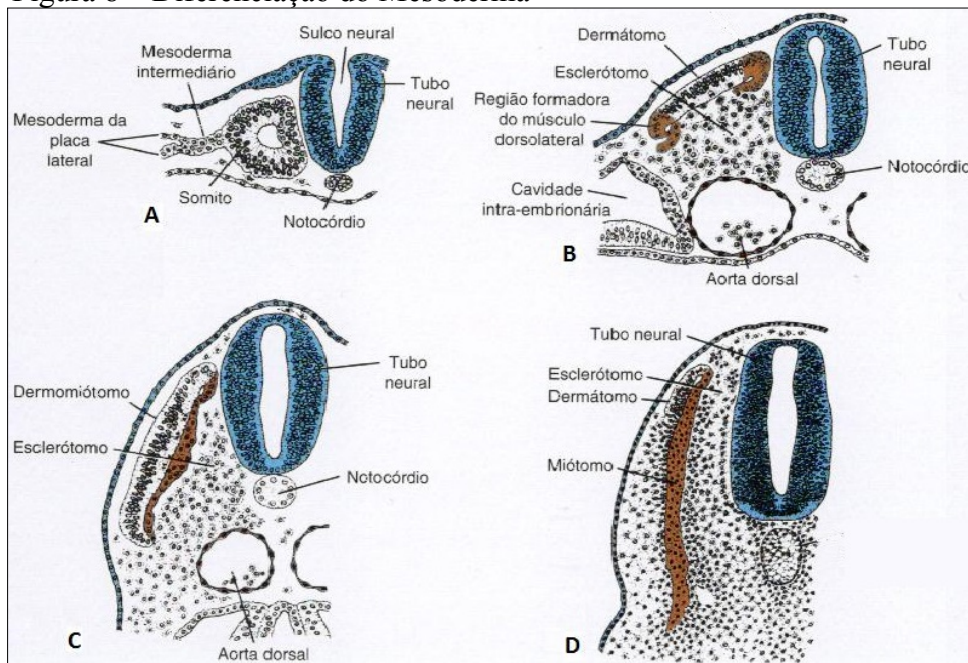 Figura 6 – Diferenciação do Mesoderma
Sulco neural
Mesoderma
intermediário
Tubo
neural
Mesoderma da
placa
lateral
Somito
Notocórdio
A
Dermátomo
Tubo
neural
Esclerótomo
Região formadora
do músculo
dorsolateral
Notocórdio
Cavidade
intra-embrionária
B
Aorta dorsal
Tubo
neural
Dermomiótomo
Esclerótomo
Notocórdio
C
Aorta dorsal
Tubo neural
Esclerótomo
Dermátomo
Miótomo
D